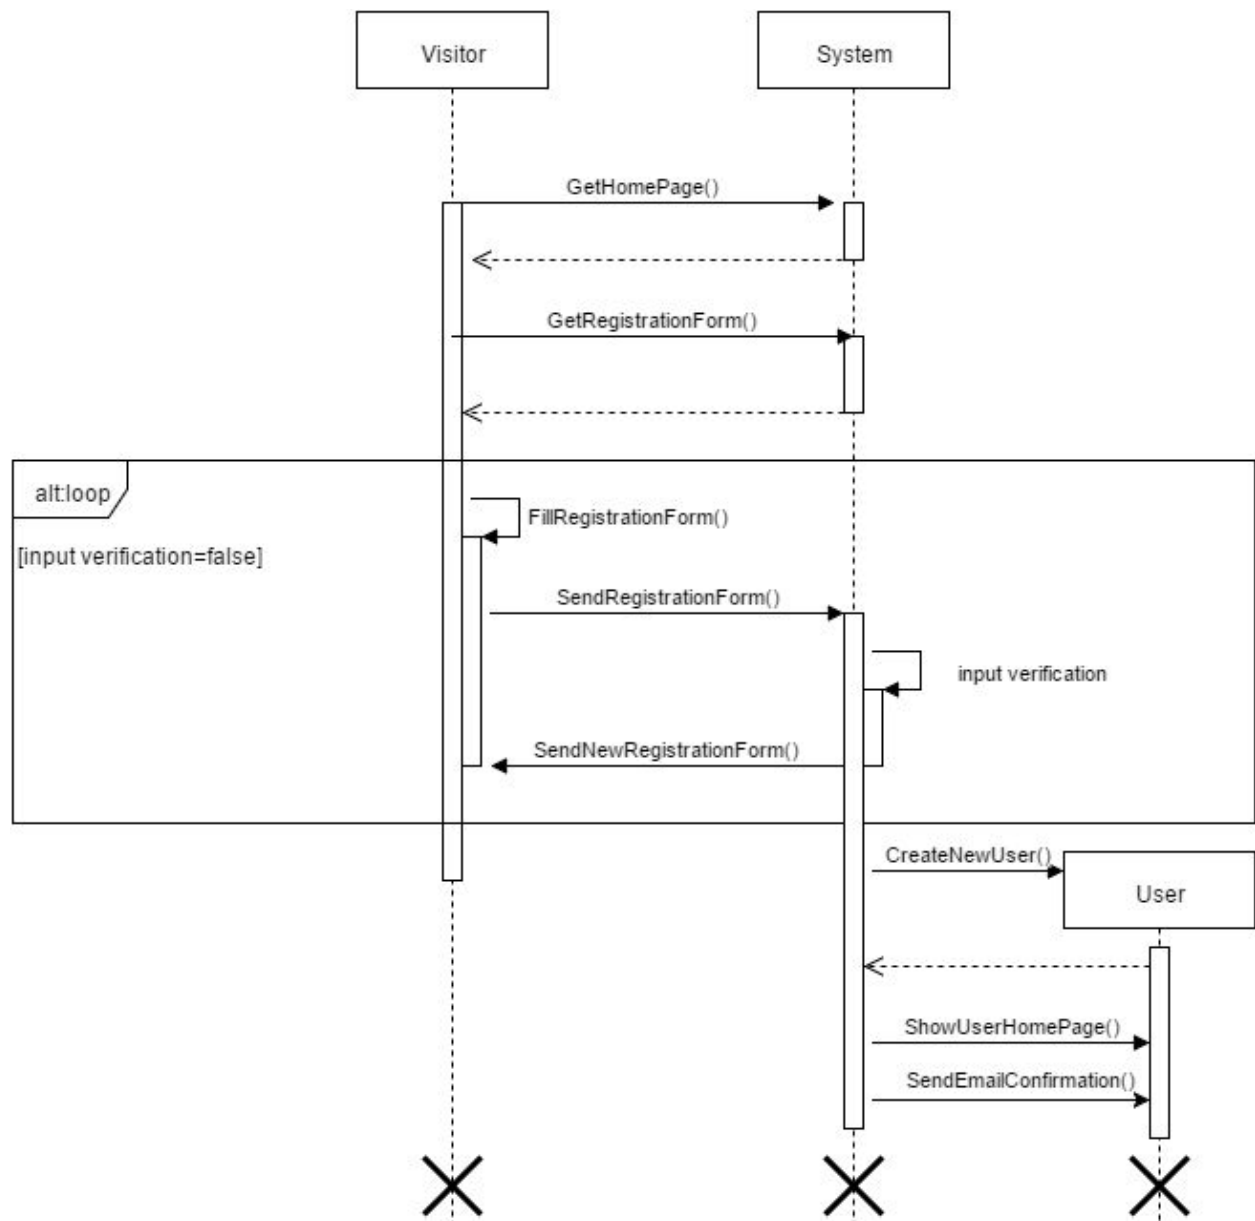 Visitor
System
GetHomePage()
GetRegistrationForm()
alt:loop
FillRegistrationForm()
[input verification=false]
SendRegistrationForm()
input verification
SendNewRegistrationForm()
CreateNewUser()
User
ShowUserHomePage()
SendEmailConfirmation()